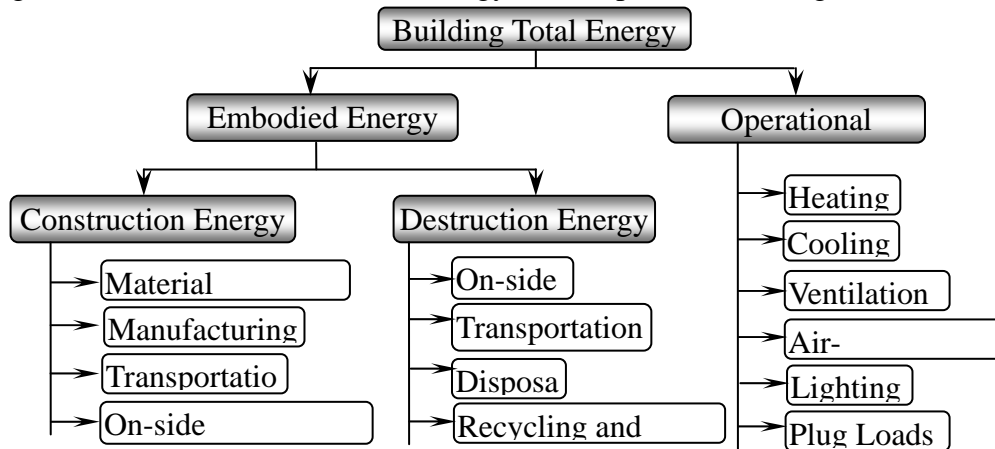 Building Total Energy
Embodied Energy
Operational
Construction Energy
Destruction Energy
Material
Manufacturing
Transportatio
On-side
On-side
Transportation
Disposa
Recycling and
Heating
Cooling
Ventilation
Air-
Lighting
Plug Loads